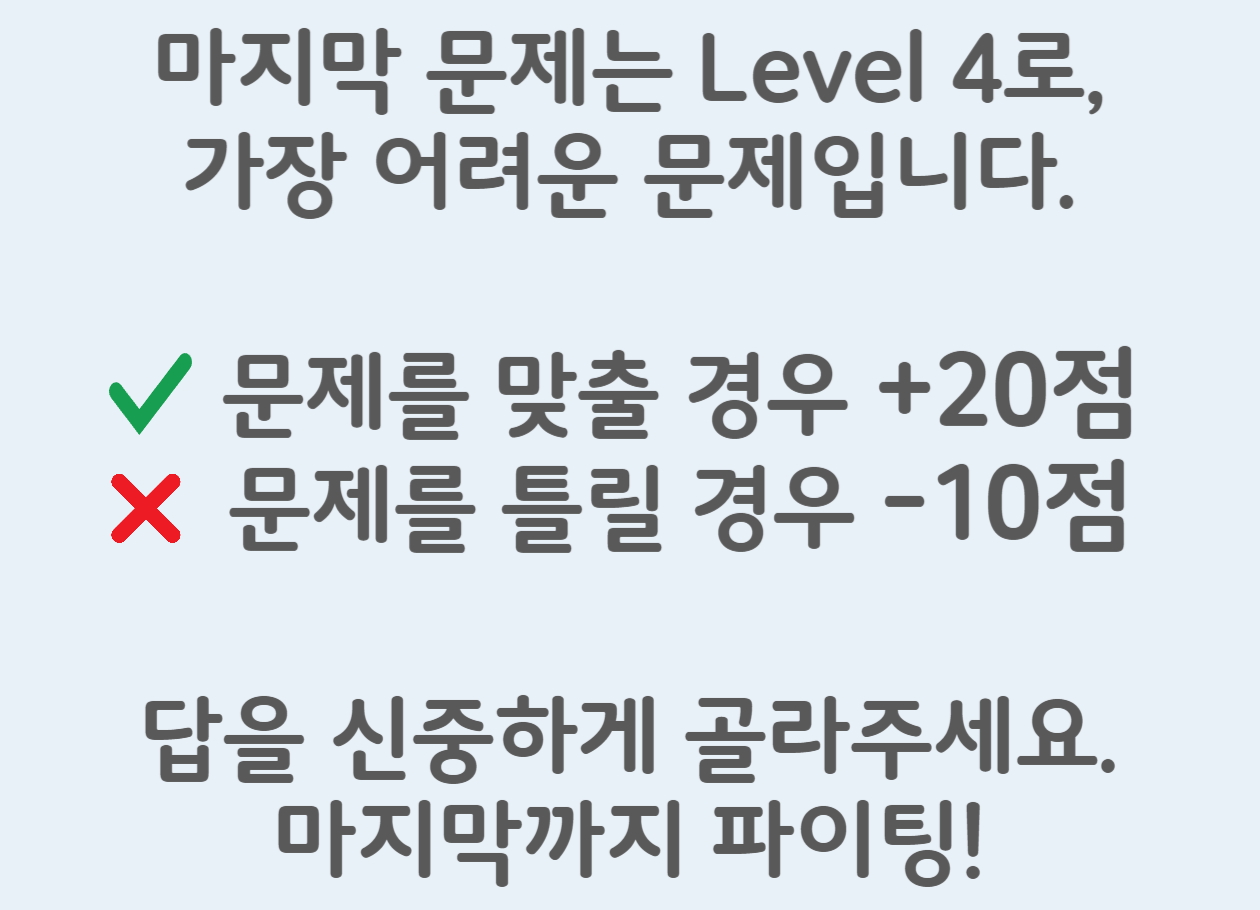 마지막 문제는 Level 4로,
가장 어려운 문제입니다.
문제를 맞출 경우 +20점
문제를 틀릴 경우 -10점
답을 신중하게 골라주세요.
마지막까지 파이팅!